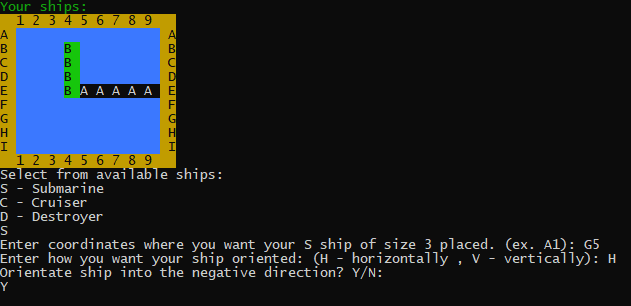 Your ships:
1 2 3 4 5 6 7 8 9
A A
B B B
C B C
D B D
E B A A A A A E
F F
G G
H H
I I
1 2 3 4 5 6 7 8 9
Select from available ships:
S - Submarine
C - Cruiser
D - Destroyer
S
Enter coordinates where you want your S ship of size 3 placed. (ex. A1): G5
Enter how you want your ship oriented: (H - horizontally , V - vertically): H
Orientate ship into the negative direction? Y/N:
Y